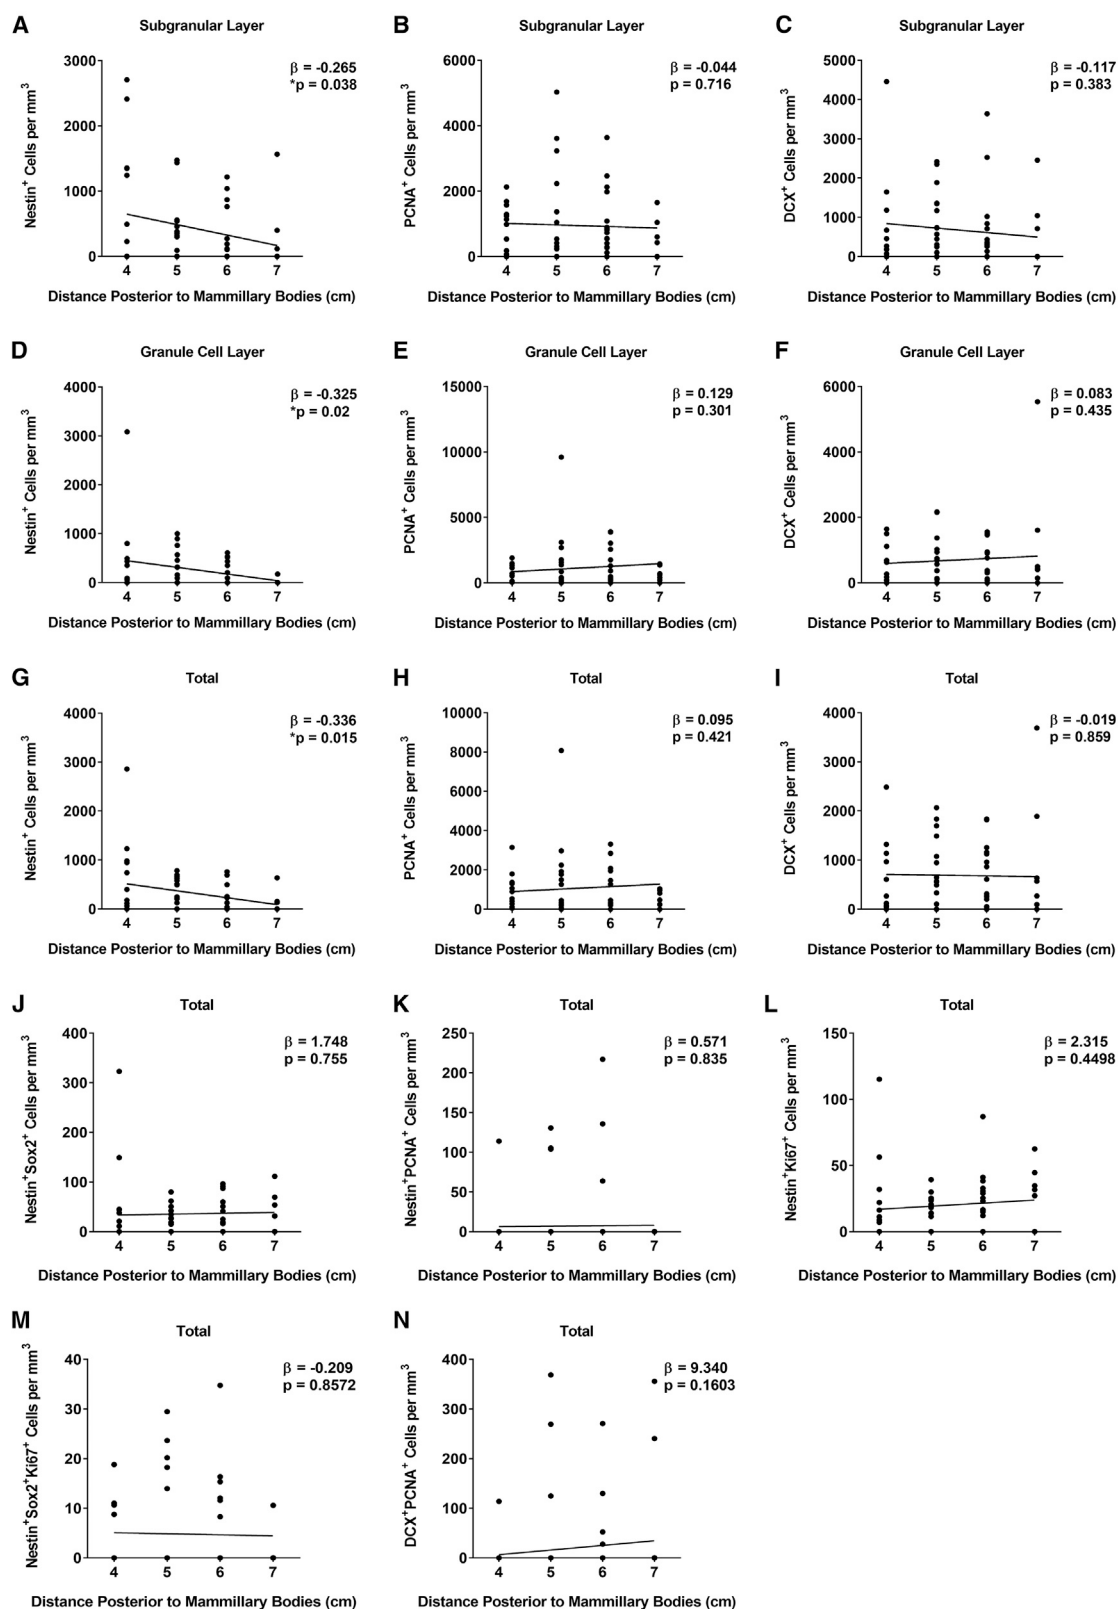 A
Subgranular Layer
Nestin⁺ Cells per mm³
3000
2000
1000
0
4 5 6 7
β = -0.265
*p = 0.038
Distance Posterior to Mammillary Bodies (cm)
B
Subgranular Layer
PCNA⁺ Cells per mm³
6000
4000
2000
0
4 5 6 7
β = -0.044
p = 0.716
Distance Posterior to Mammillary Bodies (cm)
C
Subgranular Layer
DCX⁺ Cells per mm³
5000
4000
3000
2000
1000
0
4 5 6 7
β = -0.117
p = 0.383
Distance Posterior to Mammillary Bodies (cm)
D
Granule Cell Layer
Nestin⁺ Cells per mm³
4000
3000
2000
1000
0
4 5 6 7
β = -0.325
*p = 0.02
Distance Posterior to Mammillary Bodies (cm)
E
Granule Cell Layer
PCNA⁺ Cells per mm³
15000
10000
5000
0
4 5 6 7
β = 0.129
p = 0.301
Distance Posterior to Mammillary Bodies (cm)
F
Granule Cell Layer
DCX⁺ Cells per mm³
6000
4000
2000
0
4 5 6 7
β = 0.083
p = 0.435
Distance Posterior to Mammillary Bodies (cm)
G
Total
Nestin⁺ Cells per mm³
4000
3000
2000
1000
0
4 5 6 7
β = -0.336
*p = 0.015
Distance Posterior to Mammillary Bodies (cm)
H
Total
PCNA⁺ Cells per mm³
10000
8000
6000
4000
2000
0
4 5 6 7
β = 0.095
p = 0.421
Distance Posterior to Mammillary Bodies (cm)
I
Total
DCX⁺ Cells per mm³
4000
3000
2000
1000
0
4 5 6 7
β = -0.019
p = 0.859
Distance Posterior to Mammillary Bodies (cm)
J
Total
Nestin⁺Sox2⁺ Cells per mm³
400
300
200
100
0
4 5 6 7
β = 1.748
p = 0.755
Distance Posterior to Mammillary Bodies (cm)
K
Total
Nestin⁺PCNA⁺ Cells per mm³
250
200
150
100
50
0
4 5 6 7
β = 0.571
p = 0.835
Distance Posterior to Mammillary Bodies (cm)
L
Total
Nestin⁺Ki67⁺ Cells per mm³
150
100
50
0
4 5 6 7
β = 2.315
p = 0.4498
Distance Posterior to Mammillary Bodies (cm)
M
Total
Nestin⁺Sox2⁺Ki67⁺ Cells per mm³
40
30
20
10
0
4 5 6 7
β = -0.209
p = 0.8572
Distance Posterior to Mammillary Bodies (cm)
N
Total
DCX⁺PCNA⁺ Cells per mm³
400
300
200
100
0
4 5 6 7
β = 9.340
p = 0.1603
Distance Posterior to Mammillary Bodies (cm)